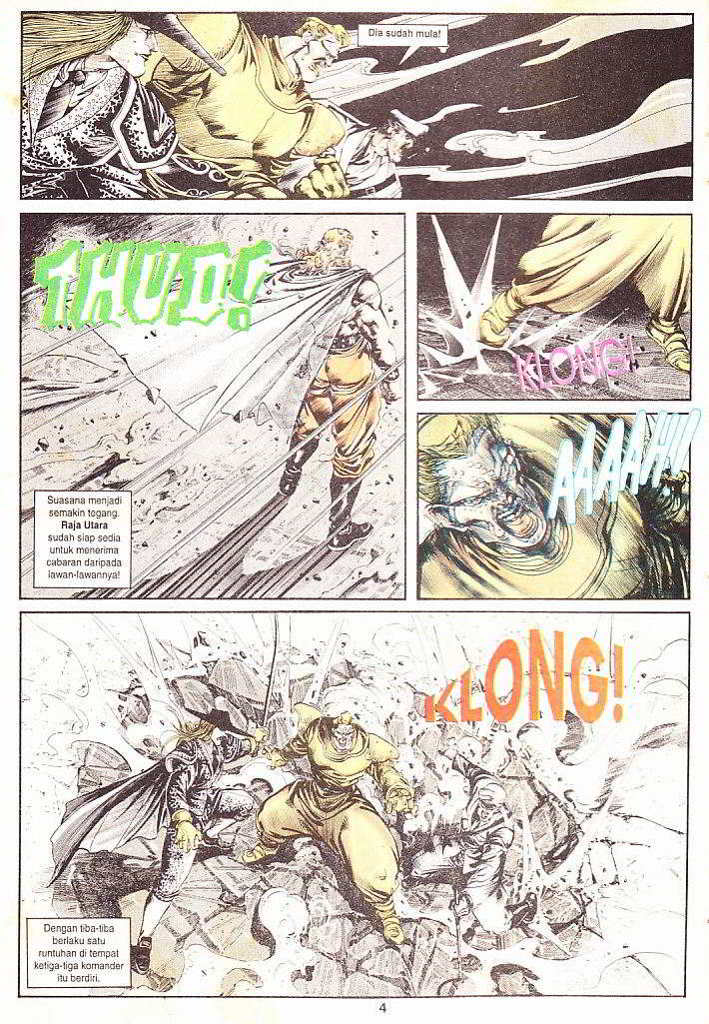 Dia sudah mula!
THUD!
KLONG!
Suasana menjadi
semakin tegang.
Raja Utara
sudah siap sedia
untuk menerima
cabaran daripada
lawan-lawannya!
AAAAH!!
KLONG!
Dengan tiba-tiba
berlaku satu
runtuhan di tempat
ketiga-tiga komander
itu berdiri.
4